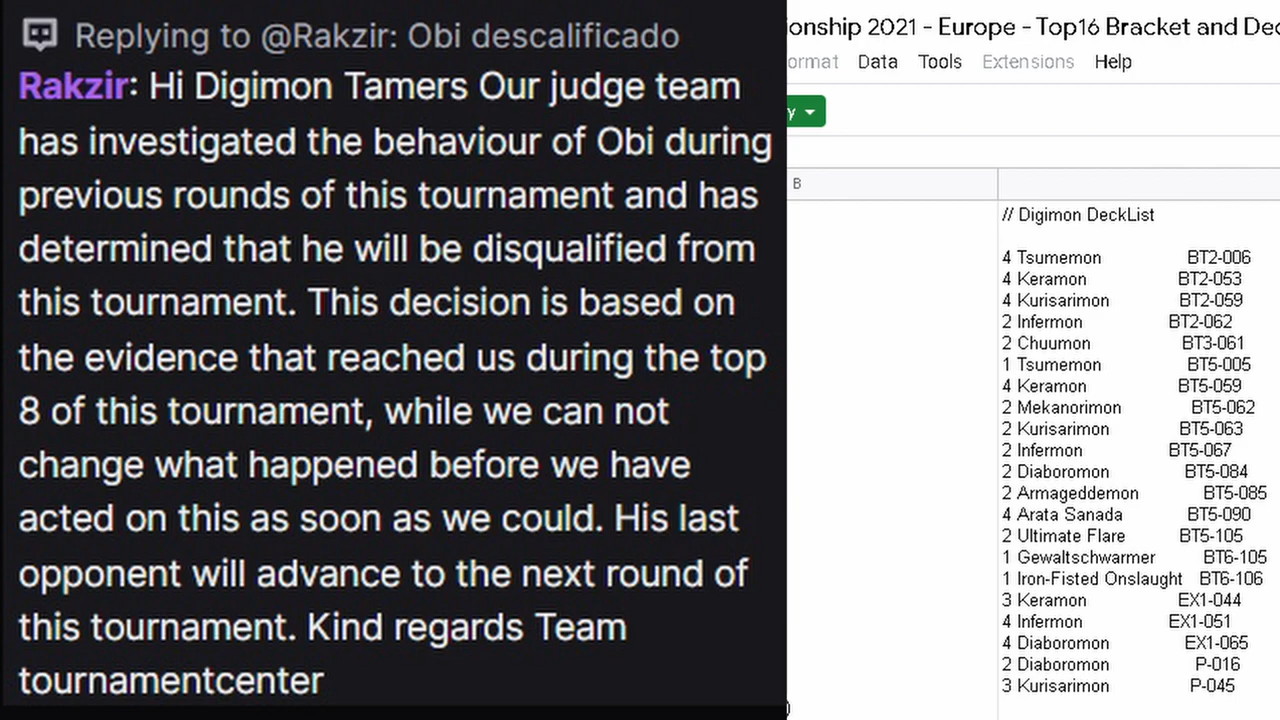 Replying to @Rakzir: Obi descalificado
Rakzir: Hi Digimon Tamers Our judge team
has investigated the behaviour of Obi during
previous rounds of this tournament and has
determined that he will be disqualified from
this tournament. This decision is based on
the evidence that reached us during the top
8 of this tournament, while we can not
change what happened before we have
acted on this as soon as we could. His last
opponent will advance to the next round of
this tournament. Kind regards Team
tournamentcenter
ionship 2021 - Europe - Top16 Bracket and Dec
ormat Data Tools Extensions Help
y
B
// Digimon DeckList
4 Tsumemon BT2-006
4 Keramon BT2-053
4 Kurisarimon BT2-059
2 Infermon BT2-062
2 Chuumon BT3-061
1 Tsumemon BT5-005
4 Keramon BT5-059
2 Mekanorimon BT5-062
2 Kurisarimon BT5-063
2 Infermon BT5-067
2 Diaboromon BT5-084
2 Armageddemon BT5-085
4 Arata Sanada BT5-090
2 Ultimate Flare BT5-105
1 Gewaltschwarmer BT6-105
1 Iron-Fisted Onslaught BT6-106
3 Keramon EX1-044
4 Infermon EX1-051
4 Diaboromon EX1-065
2 Diaboromon P-016
3 Kurisarimon P-045